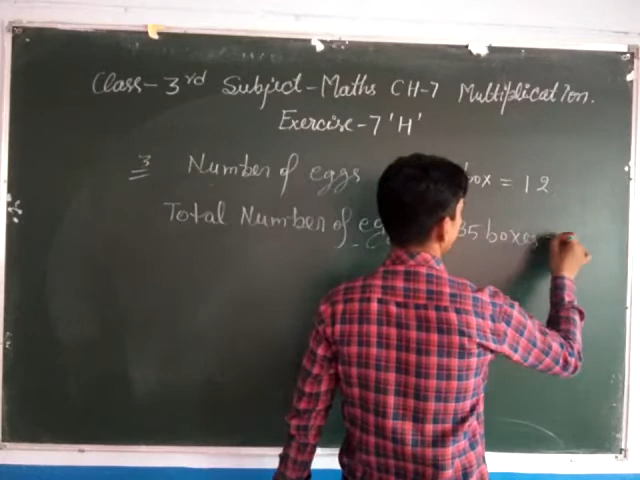 Class-3rd Subject-Maths CH-7 Multiplication.
Exercise-7'H'
3 Number of eggs box = 12
Total Number of 35 boxes